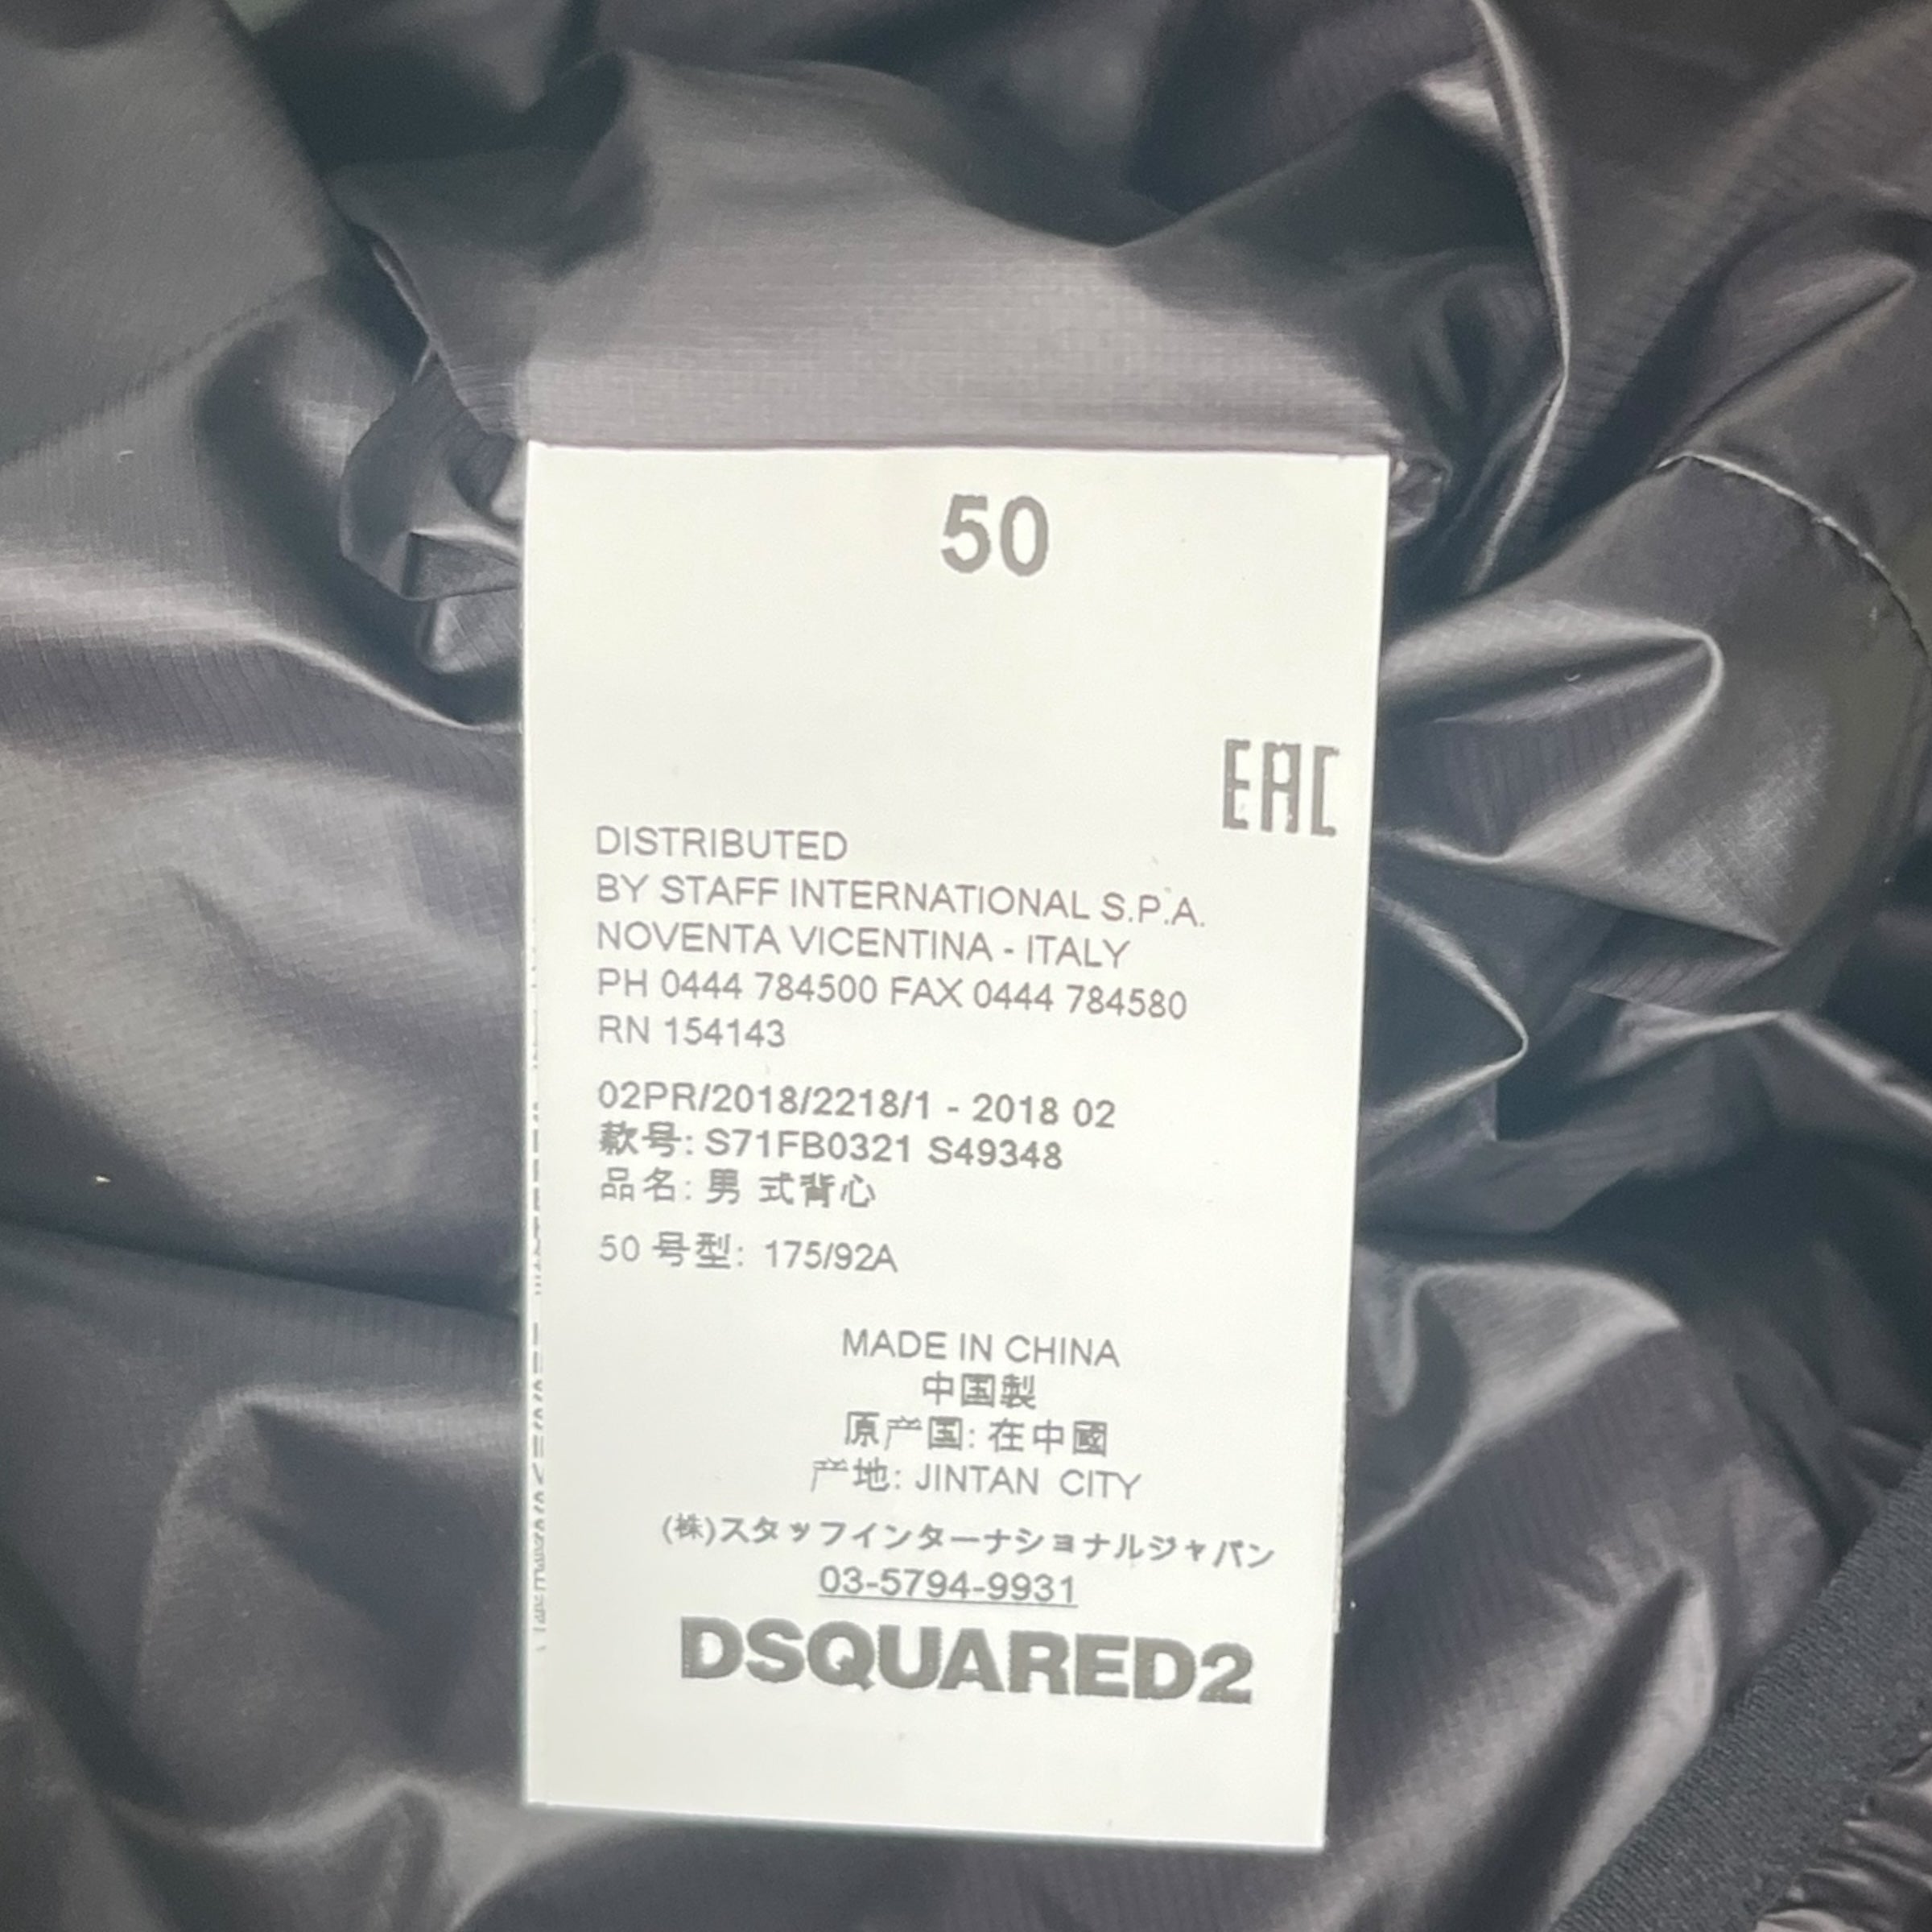 50
EAC
DISTRIBUTED
BY STAFF INTERNATIONAL S.P.A.
NOVENTA VICENTINA - ITALY
PH 0444 784500 FAX 0444 784580
RN 154143
02PR/2018/2218/1 - 2018 02
款号: S71FB0321 S49348
品名: 男 式背心
50 号型: 175/92A
MADE IN CHINA
中国製
原产国: 在中國
产地: JINTAN CITY
(株)スタッフインターナショナルジャパン
03-5794-9931
DSQUARED2